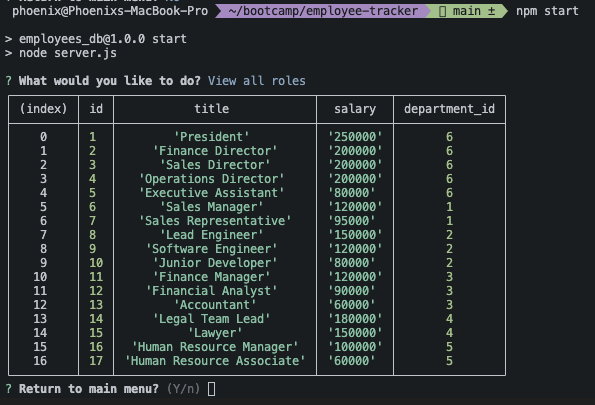 phoenix@Phoenixs-MacBook-Pro ~/bootcamp/employee-tracker main ± npm start
> employees_db@1.0.0 start
> node server.js
? What would you like to do? View all roles
(index) id title salary department_id
0 1 'President' '250000' 6
1 2 'Finance Director' '200000' 6
2 3 'Sales Director' '200000' 6
3 4 'Operations Director' '200000' 6
4 5 'Executive Assistant' '80000' 6
5 6 'Sales Manager' '120000' 1
6 7 'Sales Representative' '95000' 1
7 8 'Lead Engineer' '150000' 2
8 9 'Software Engineer' '120000' 2
9 10 'Junior Developer' '80000' 2
10 11 'Finance Manager' '120000' 3
11 12 'Financial Analyst' '90000' 3
12 13 'Accountant' '60000' 3
13 14 'Legal Team Lead' '180000' 4
14 15 'Lawyer' '150000' 4
15 16 'Human Resource Manager' '100000' 5
16 17 'Human Resource Associate' '60000' 5
? Return to main menu? (Y/n)